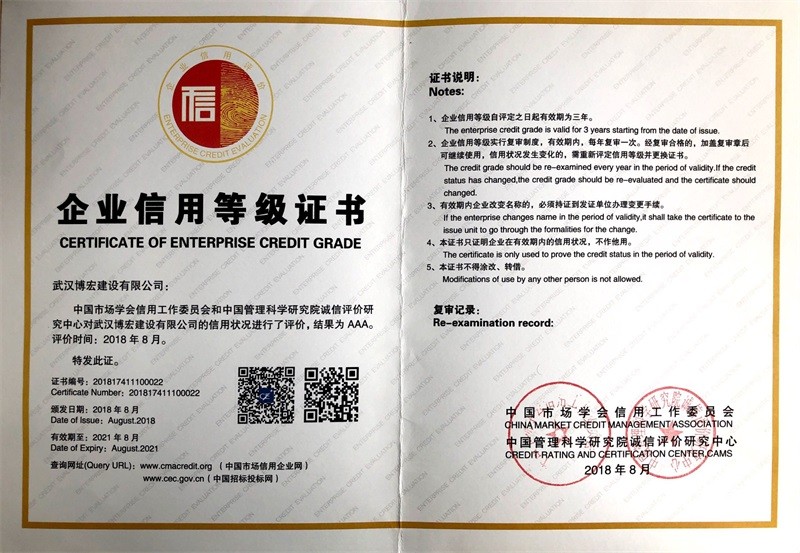 企业信用评价
信
ENTERPRISE CREDIT EVALUATION
企业信用等级证书
CERTIFICATE OF ENTERPRISE CREDIT GRADE
武汉博宏建设有限公司：
中国市场学会信用工作委员会和中国管理科学研究院诚信评价研
究中心对武汉博宏建设有限公司的信用状况进行了评价，结果为 AAA。
评价时间：2018 年 8 月。
特发此证。
证书编号：201817411100022
Certificate Number：201817411100022
颁发日期：2018 年 8 月
Date of Issue：August.2018
有效期至：2021 年 8 月
Date of Expiry：August.2021
查询网址(Query URL)：www.cmacredit.org （中国市场信用企业网）
www.cec.gov.cn（中国招标投标网）
证书说明：
Notes:
1、企业信用等级自评定之日起有效期为三年。
The enterprise credit grade is valid for 3 years starting from the date of issue.
2、企业信用等级实行复审制度，有效期内，每年复审一次。经复审合格的，加盖复审章后
可继续使用，信用状况发生变化的，需重新评定信用等级并更换证书。
The credit grade should be re-examined every year in the period of validity.If the credit
status has changed,the credit grade should be re-evaluated and the certificate should
changed.
3、有效期内企业改变名称的，必须持证到发证单位办理变更手续。
If the enterprise changes name in the period of validity,it shall take the certificate to the
issue unit to go through the formalities for the change.
4、本证书只证明企业在有效期内的信用状况，不作他用。
The certificate is only used to prove the credit status in the period of validity.
5、本证书不得涂改、转借。
Modifications of use by any other person is not allowed.
复审记录：
Re-examination record:
中国市场学会信用工作委员会
CHINA MARKET CREDIT MANAGEMENT ASSOCIATION
中国管理科学研究院诚信评价研究中心
CREDIT RATING AND CERTIFICATION CENTER,CAMS
2018 年 8 月